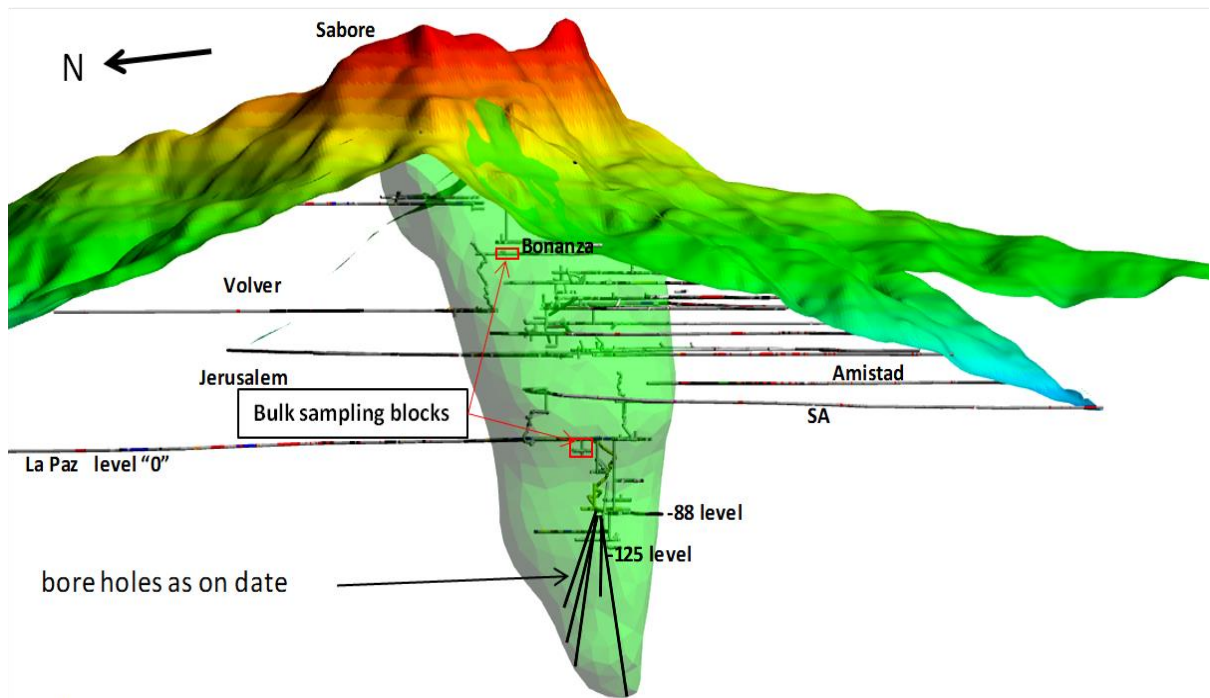 Sabore
N
Bonanza
Volver
Jerusalem
Amistad
Bulk sampling blocks
SA
La Paz level “0”
-88 level
-125 level
bore holes as on date